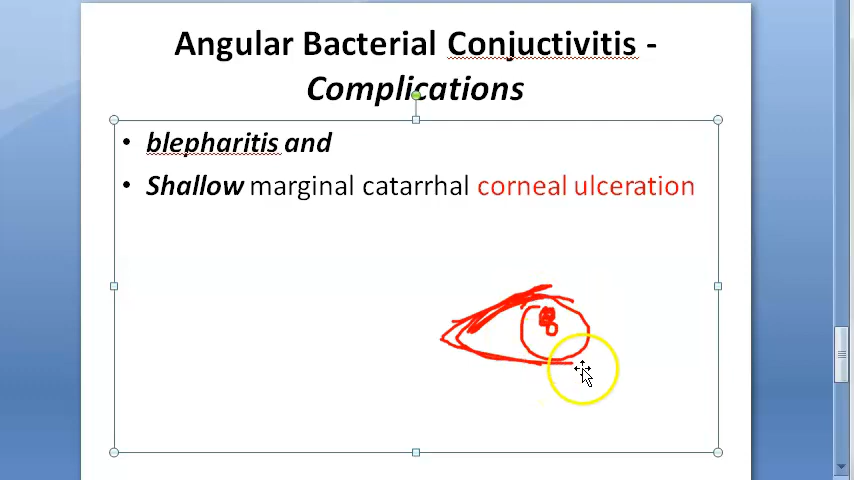 Angular Bacterial Conjuctivitis -
Complications
• blepharitis and
• Shallow marginal catarrhal corneal ulceration